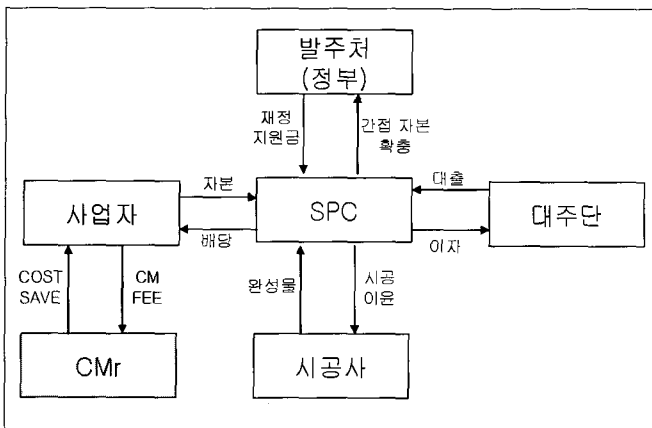 발주처
(정부)
재정
지원금
간접 자본
확충
사업자
자본
배당
SPC
대출
이자
대주단
COST
SAVE
CM
FEE
완성물
시공
이윤
CMr
시공사